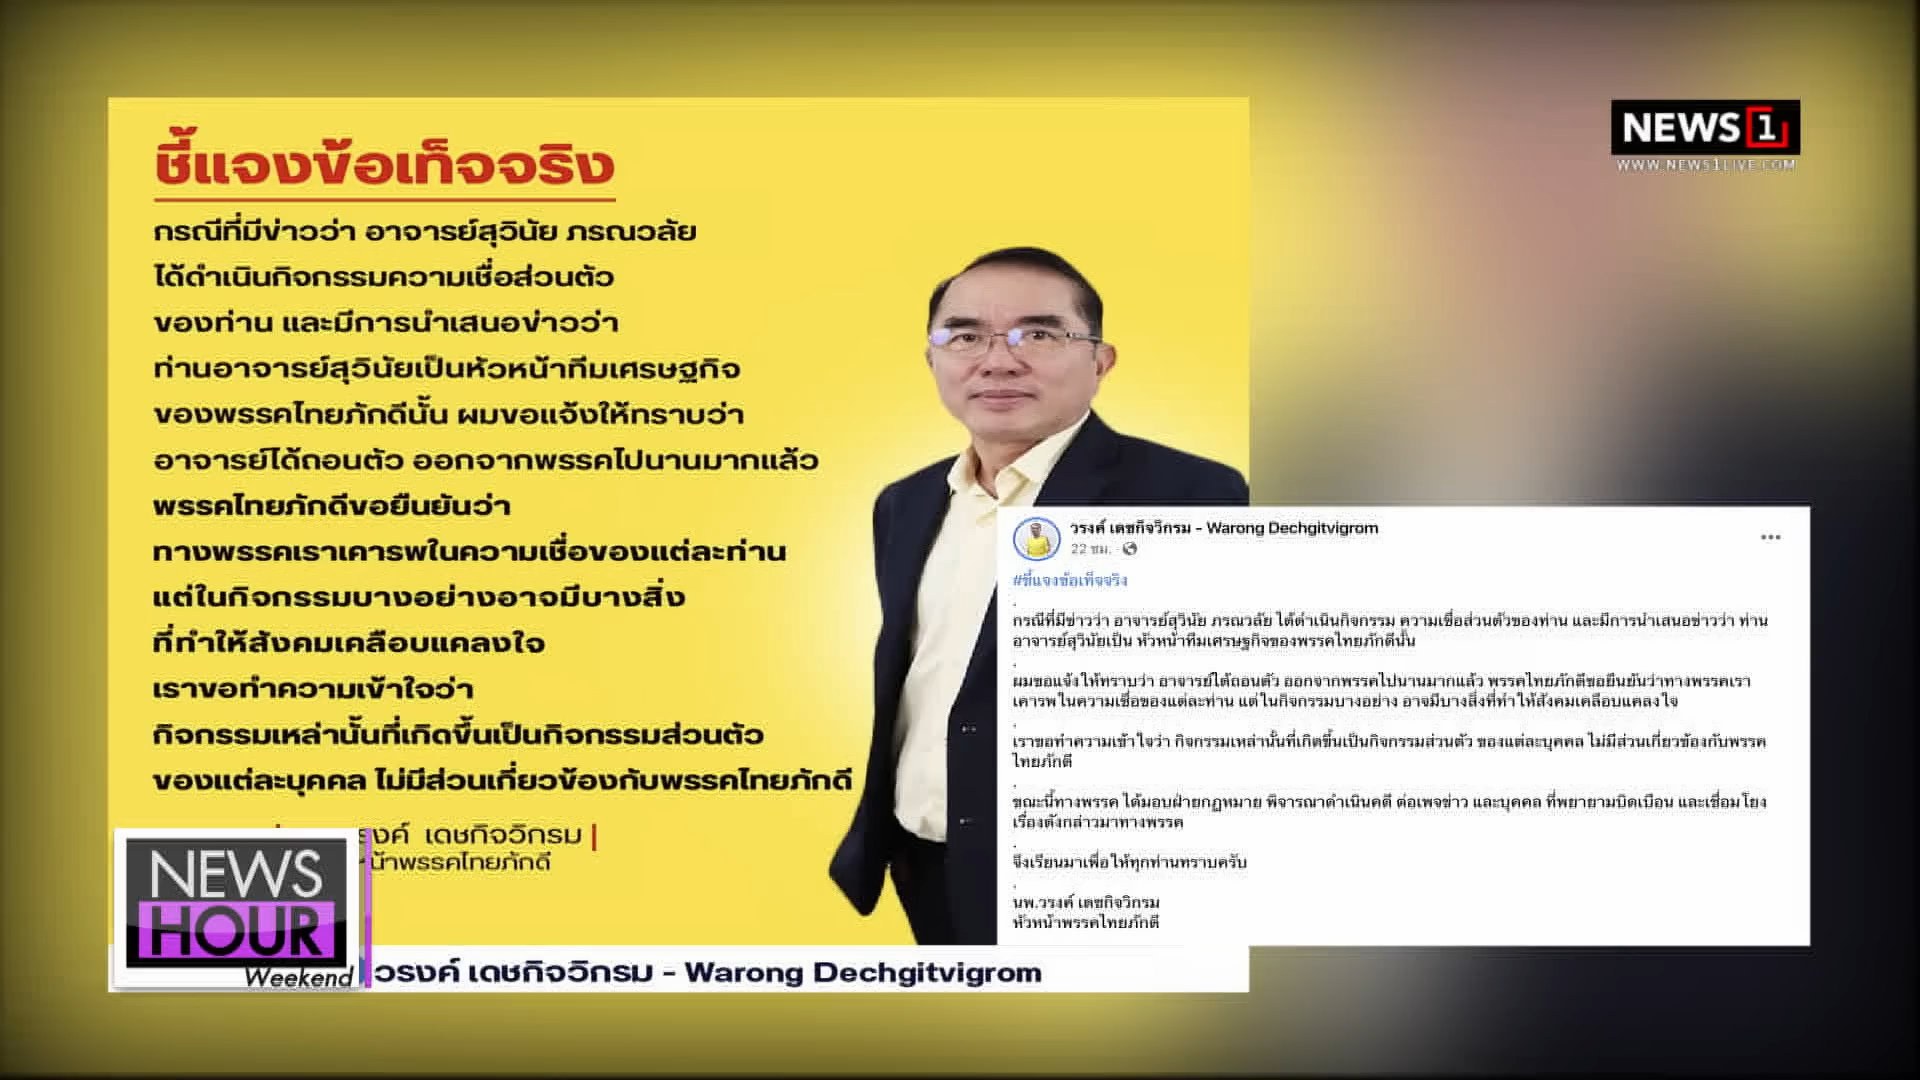 ชี้แจงข้อเท็จจริง
กรณีที่มีข่าวว่า อาจารย์สุวินัย ภรณวลัย
ได้ดำเนินกิจกรรมความเชื่อส่วนตัว
ของท่าน และมีการนำเสนอข่าวว่า
ท่านอาจารย์สุวินัยเป็นหัวหน้าทีมเศรษฐกิจ
ของพรรคไทยภักดีนั้น ผมขอแจ้งให้ทราบว่า
อาจารย์ได้ถอนตัว ออกจากพรรคไปนานมากแล้ว
พรรคไทยภักดีขอยืนยันว่า
ทางพรรคเราเคารพในความเชื่อของแต่ละท่าน
แต่ในกิจกรรมบางอย่างอาจมีบางสิ่ง
ที่ทำให้สังคมเคลือบแคลงใจ
เราขอทำความเข้าใจว่า
กิจกรรมเหล่านั้นที่เกิดขึ้นเป็นกิจกรรมส่วนตัว
ของแต่ละบุคคล ไม่มีส่วนเกี่ยวข้องกับพรรคไทยภักดี
รงค์ เดชกิจวิกรม |
น้าพรรคไทยภักดี
NEWS
HOUR
Weekend
วรงค์ เดชกิจวิกรม - Warong Dechgitvigrom
NEWS 1
WWW.NEWS1LIVE.COM
วรงค์ เดชกิจวิกรม - Warong Dechgitvigrom
22 ชม. ·
#ชี้แจงข้อเท็จจริง
.
กรณีที่มีข่าวว่า อาจารย์สุวินัย ภรณวลัย ได้ดำเนินกิจกรรม ความเชื่อส่วนตัวของท่าน และมีการนำเสนอข่าวว่า ท่าน
อาจารย์สุวินัยเป็น หัวหน้าทีมเศรษฐกิจของพรรคไทยภักดีนั้น
.
ผมขอแจ้งให้ทราบว่า อาจารย์ได้ถอนตัว ออกจากพรรคไปนานมากแล้ว พรรคไทยภักดีขอยืนยันว่าทางพรรคเรา
เคารพในความเชื่อของแต่ละท่าน แต่ในกิจกรรมบางอย่าง อาจมีบางสิ่งที่ทำให้สังคมเคลือบแคลงใจ
.
เราขอทำความเข้าใจว่า กิจกรรมเหล่านั้นที่เกิดขึ้นเป็นกิจกรรมส่วนตัว ของแต่ละบุคคล ไม่มีส่วนเกี่ยวข้องกับพรรค
ไทยภักดี
.
ขณะนี้ทางพรรค ได้มอบฝ่ายกฎหมาย พิจารณาดำเนินคดี ต่อเพจข่าว และบุคคล ที่พยายามบิดเบือน และเชื่อมโยง
เรื่องดังกล่าวมาทางพรรค
.
จึงเรียนมาเพื่อให้ทุกท่านทราบครับ
.
นพ.วรงค์ เดชกิจวิกรม
หัวหน้าพรรคไทยภักดี